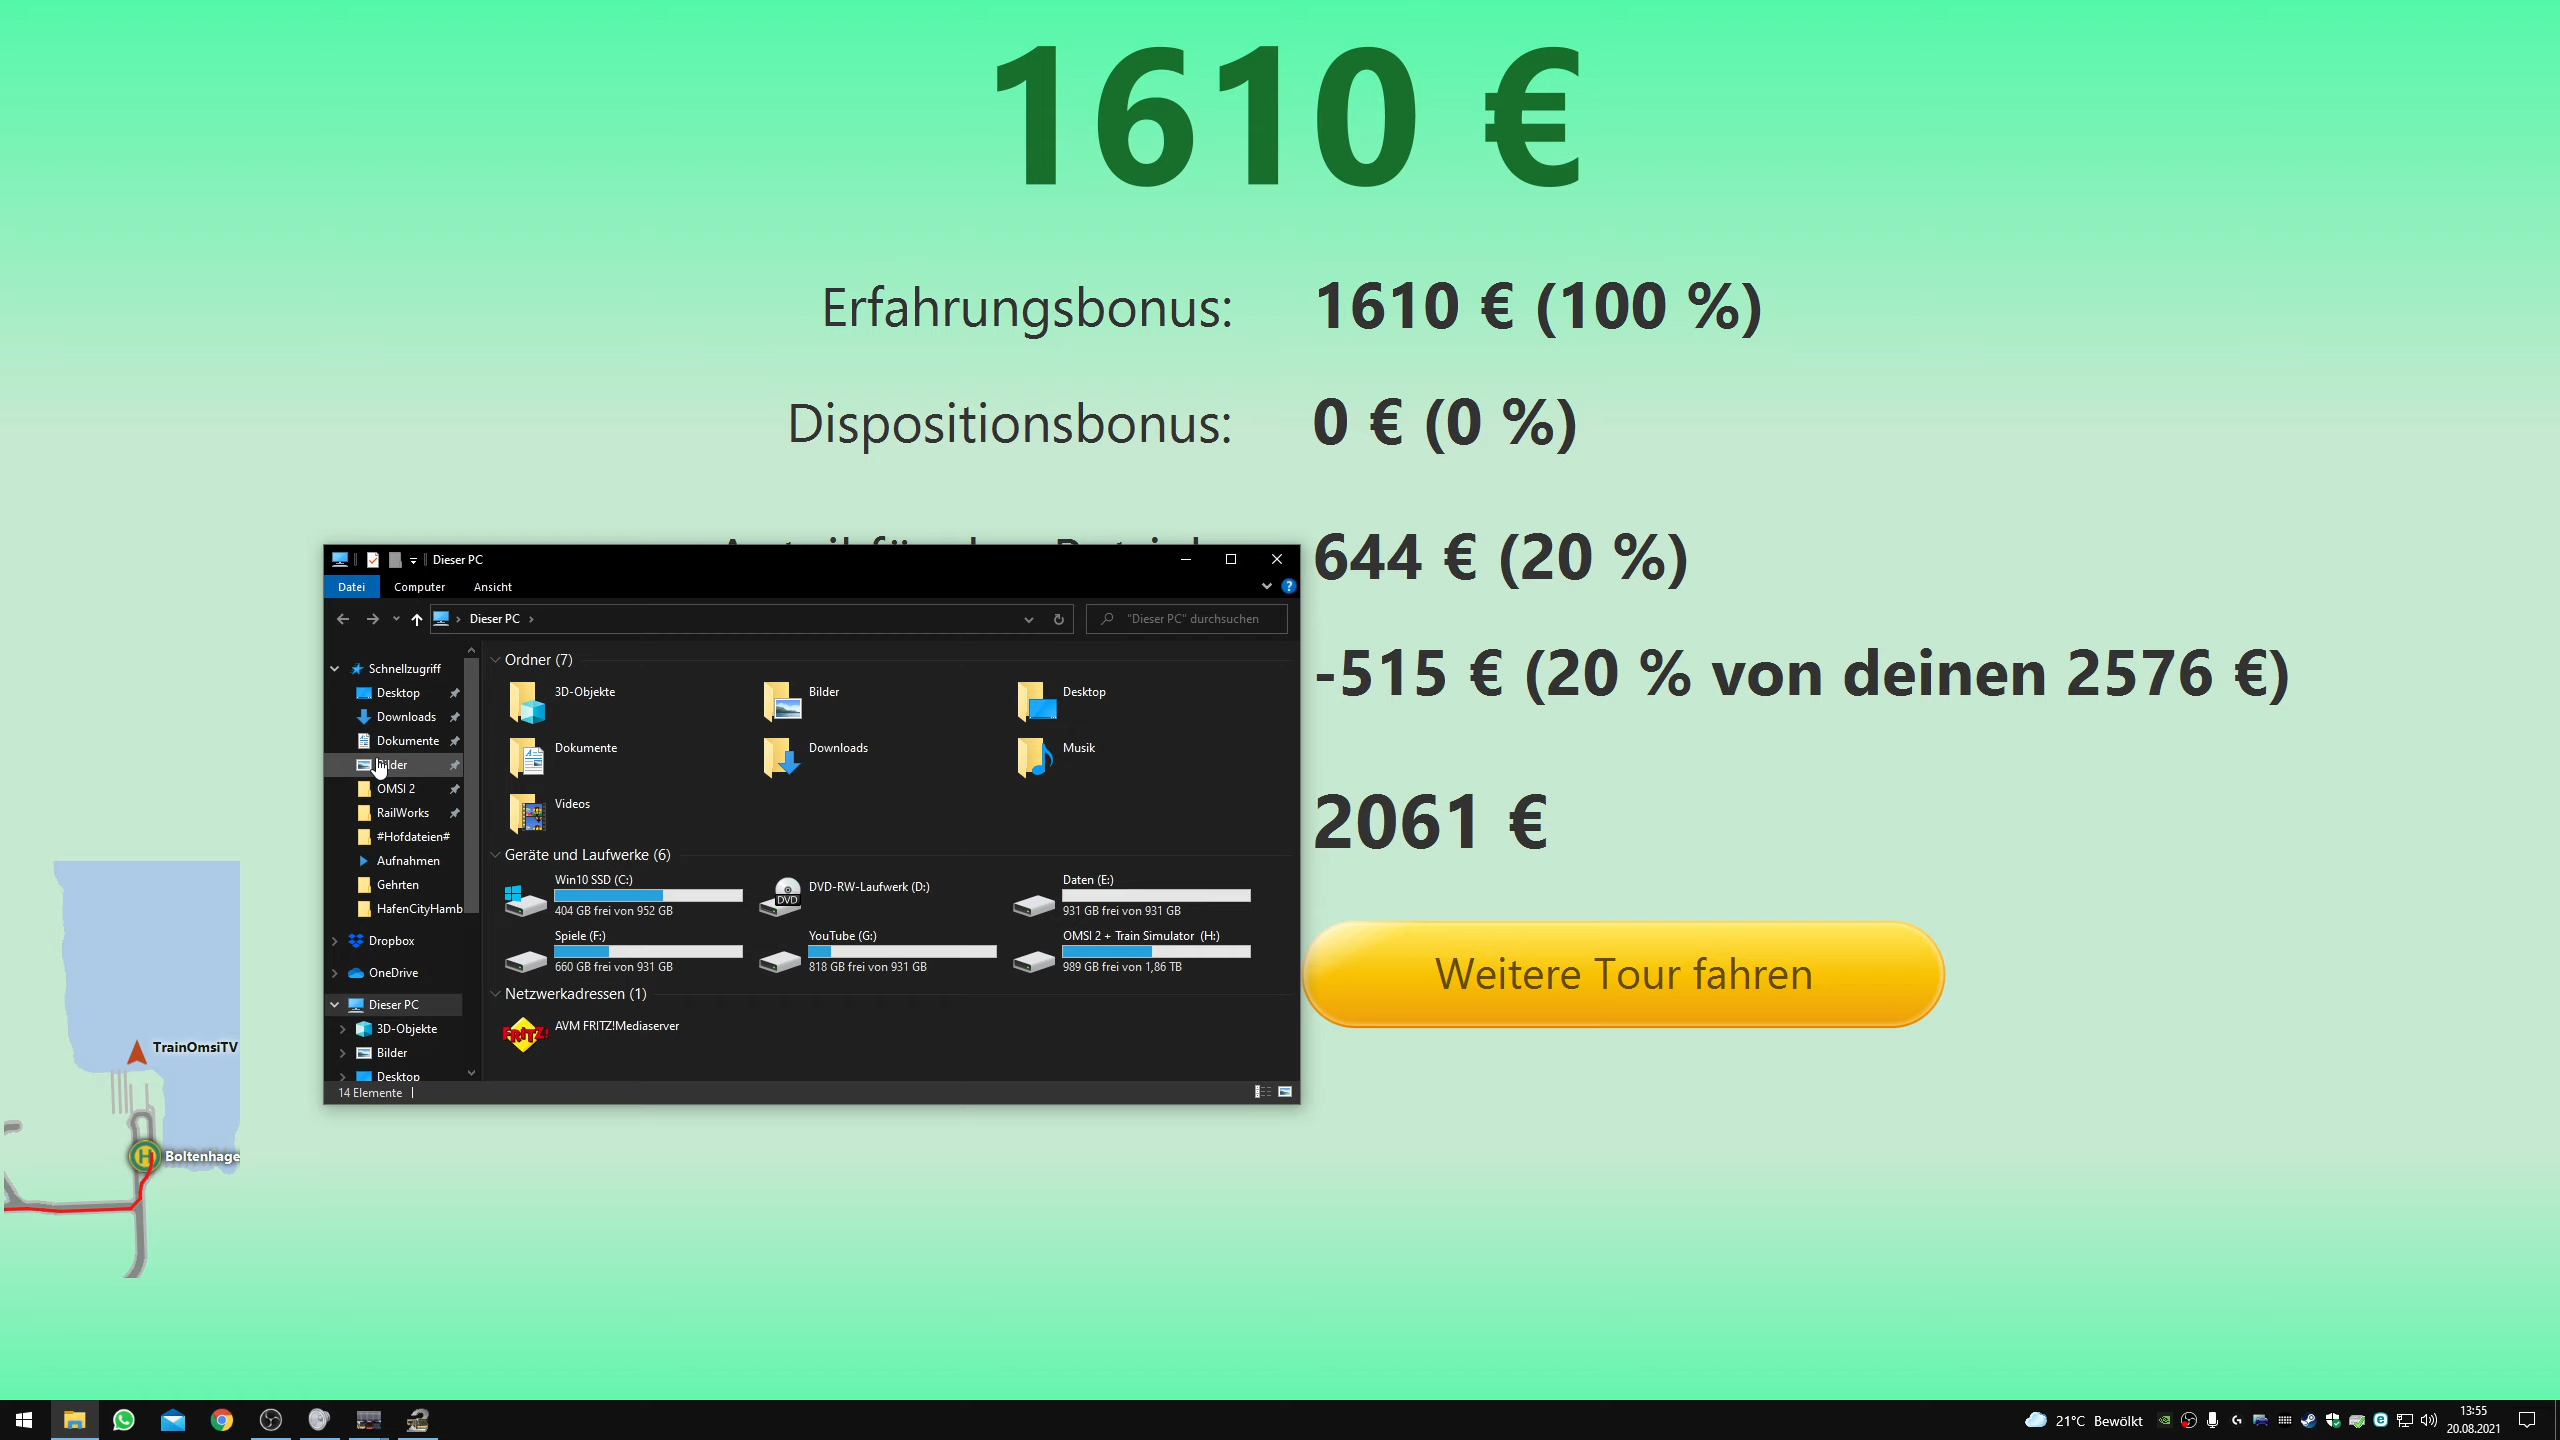 1610 €
Erfahrungsbonus: 1610 € (100 %)
Dispositionsbonus: 0 € (0 %)
644 € (20 %)
-515 € (20 % von deinen 2576 €)
2061 €
Weitere Tour fahren
Dieser PC
Datei Computer Ansicht
Dieser PC
"Dieser PC" durchsuchen
Schnellzugriff
Desktop
Downloads
Dokumente
Bilder
OMSI 2
RailWorks
#Hofdateien#
Aufnahmen
Gehrten
HafenCityHamb
Dropbox
OneDrive
Dieser PC
3D-Objekte
Bilder
Desktop
Ordner (7)
3D-Objekte
Bilder
Desktop
Dokumente
Downloads
Musik
Videos
Geräte und Laufwerke (6)
Win10 SSD (C:)
404 GB frei von 952 GB
DVD-RW-Laufwerk (D:)
DVD
Daten (E:)
931 GB frei von 931 GB
Spiele (F:)
660 GB frei von 931 GB
YouTube (G:)
818 GB frei von 931 GB
OMSI 2 + Train Simulator (H:)
989 GB frei von 1,86 TB
Netzwerkadressen (1)
FRITZ!
AVM FRITZ!Mediaserver
14 Elemente
TrainOmsiTV
H
Boltenhage
21°C Bewölkt
13:55
20.08.2021